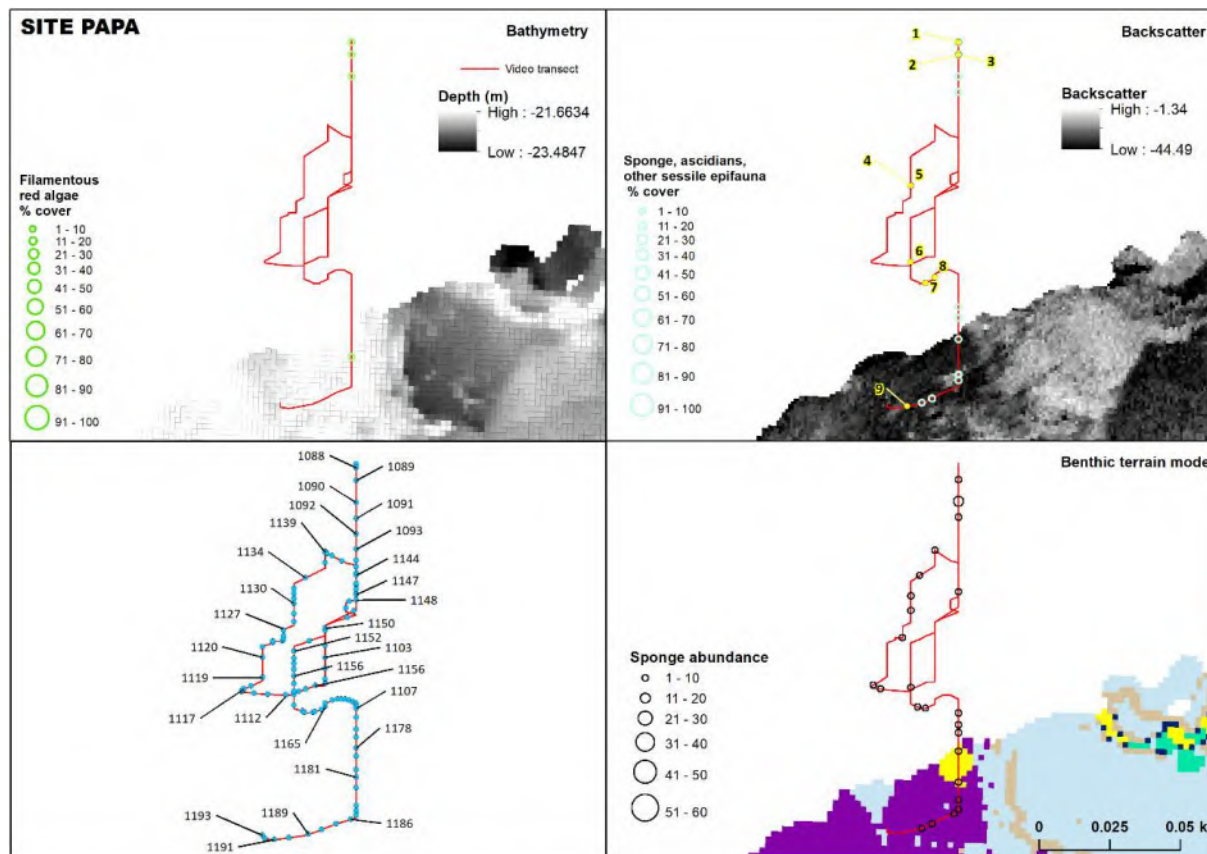 SITE PAPA
Bathymetry
Video transect
Depth (m)
High : -21.6634
Low : -23.4847
Filamentous
red algae
% cover
1 - 10
11 - 20
21 - 30
31 - 40
41 - 50
51 - 60
61 - 70
71 - 80
81 - 90
91 - 100
Backscatter
1
2
3
4
5
6
7
8
9
Backscatter
High : -1.34
Low : -44.49
Sponge, ascidians,
other sessile epifauna
% cover
1 - 10
11 - 20
21 - 30
31 - 40
41 - 50
51 - 60
61 - 70
71 - 80
81 - 90
91 - 100
1088
1089
1090
1091
1092
1093
1139
1144
1134
1147
1130
1148
1127
1150
1152
1120
1103
1156
1119
1156
1117
1107
1112
1165
1178
1181
1193
1189
1186
1191
Benthic terrain mode
Sponge abundance
1 - 10
11 - 20
21 - 30
31 - 40
41 - 50
51 - 60
0
0.025
0.05 k